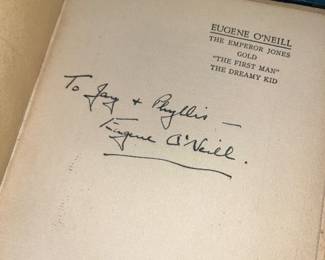 EUGENE O'NEILL
THE EMPEROR JONES
GOLD
"THE FIRST MAN"
THE DREAMY KID
To Jay & Phyllis —
Eugene O'Neill.